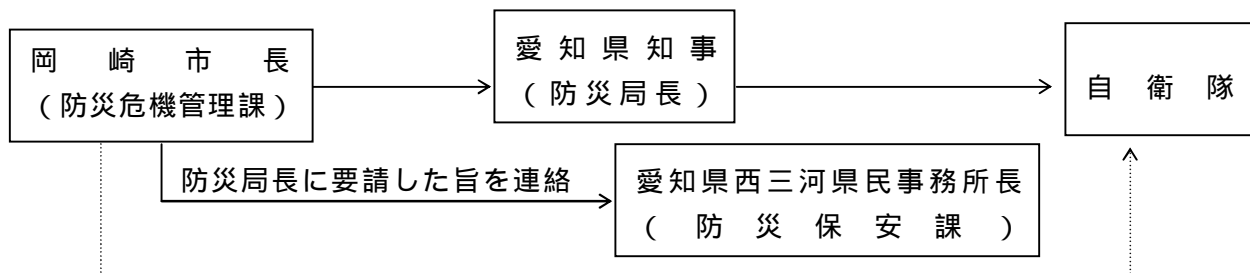 岡崎市長
(防災危機管理課)
愛知県知事
(防災局長)
自衛隊
防災局長に要請した旨を連絡
愛知県西三河県民事務所長
(防災保安課)